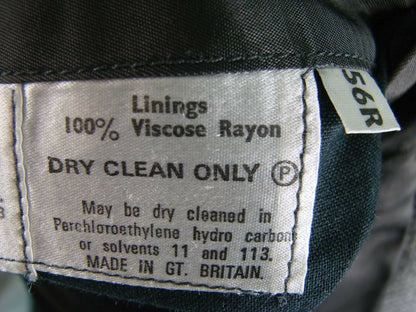 Linings
100% Viscose Rayon
DRY CLEAN ONLY Ⓟ
May be dry cleaned in
Perchloroethylene hydro carbon
or solvents 11 and 113.
MADE IN GT. BRITAIN.
56R